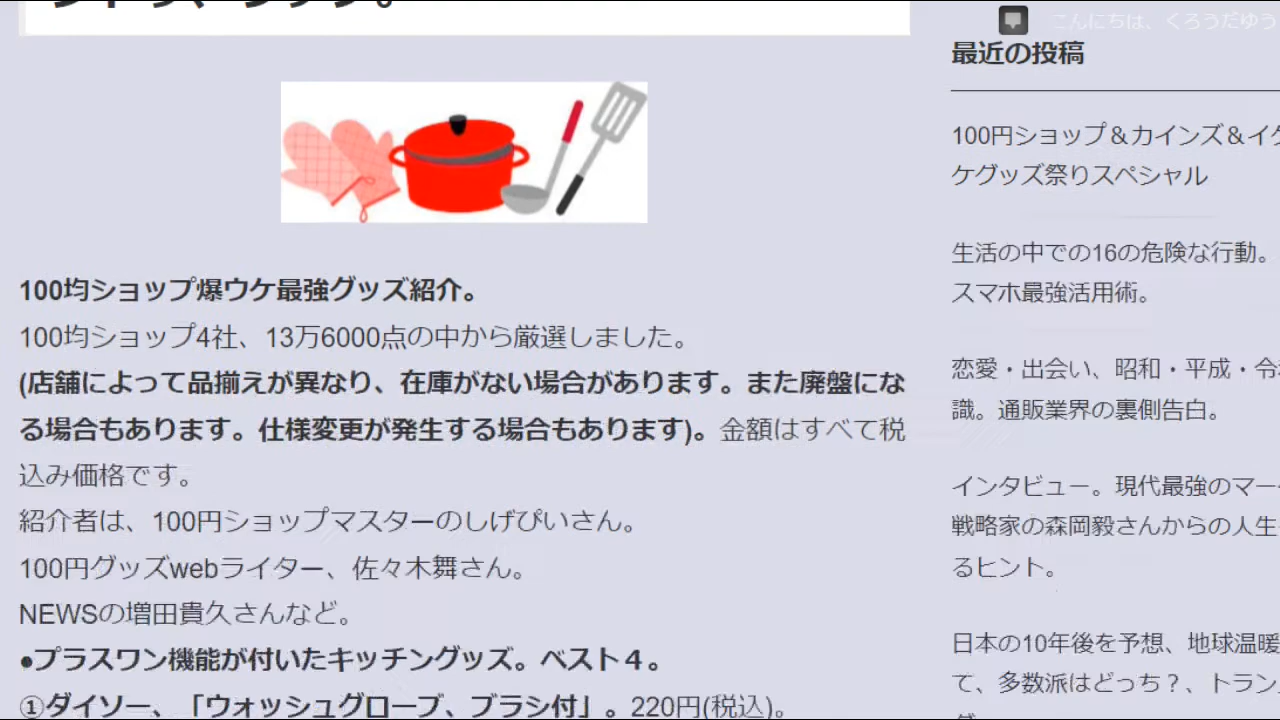 こんにちは、くろうだゆう
最近の投稿
100円ショップ＆カインズ＆イケ
ケグッズ祭りスペシャル
生活の中での16の危険な行動。
スマホ最強活用術。
恋愛・出会い、昭和・平成・令和
識。通販業界の裏側告白。
インタビュー。現代最強のマーケ
戦略家の森岡毅さんからの人生
るヒント。
日本の10年後を予想、地球温暖
て、多数派はどっち？、トラン
100均ショップ爆ウケ最強グッズ紹介。
100均ショップ4社、13万6000点の中から厳選しました。
(店舗によって品揃えが異なり、在庫がない場合があります。また廃盤にな
る場合もあります。仕様変更が発生する場合もあります)。金額はすべて税
込み価格です。
紹介者は、100円ショップマスターのしげぴいさん。
100円グッズwebライター、佐々木舞さん。
NEWSの増田貴久さんなど。
●プラスワン機能が付いたキッチングッズ。ベスト４。
①ダイソー、「ウォッシュグローブ、ブラシ付」。220円(税込)。